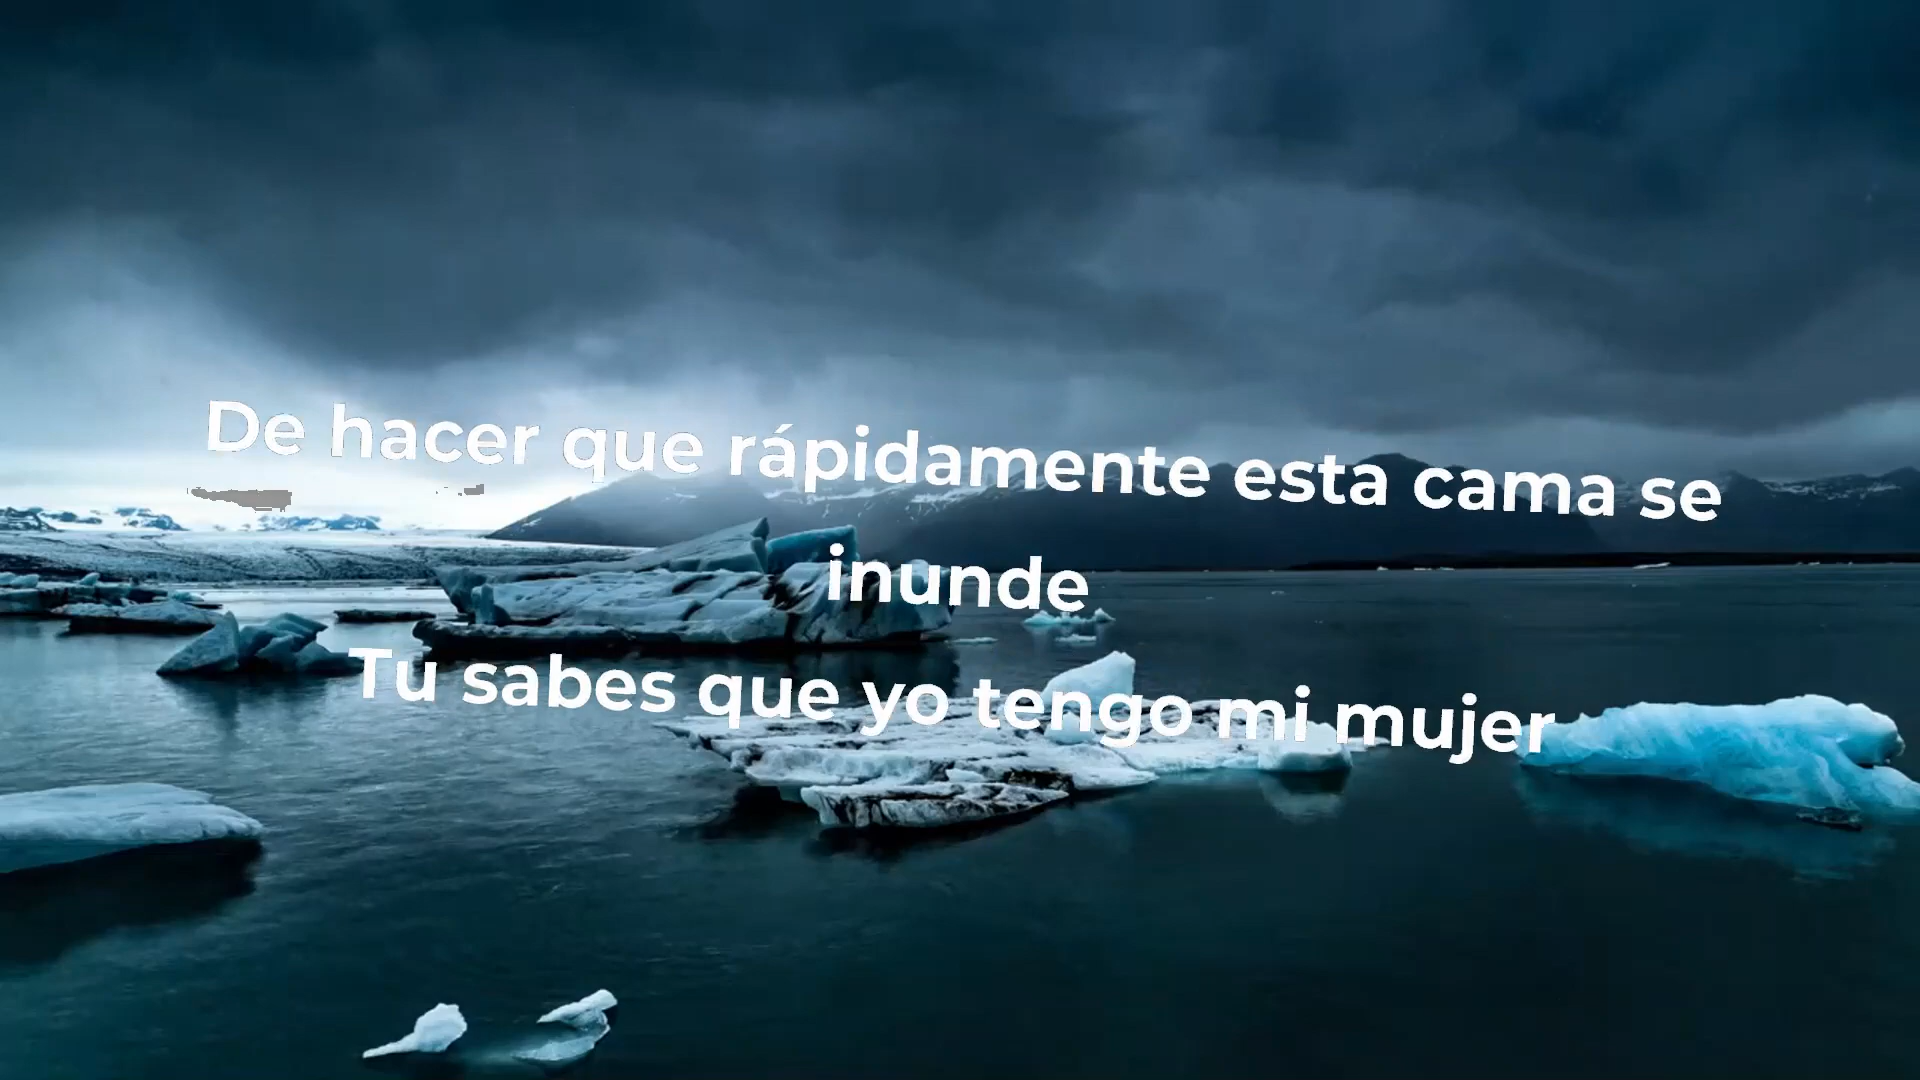 De hacer que rápidamente esta cama se
inunde
Tu sabes que yo tengo mi mujer